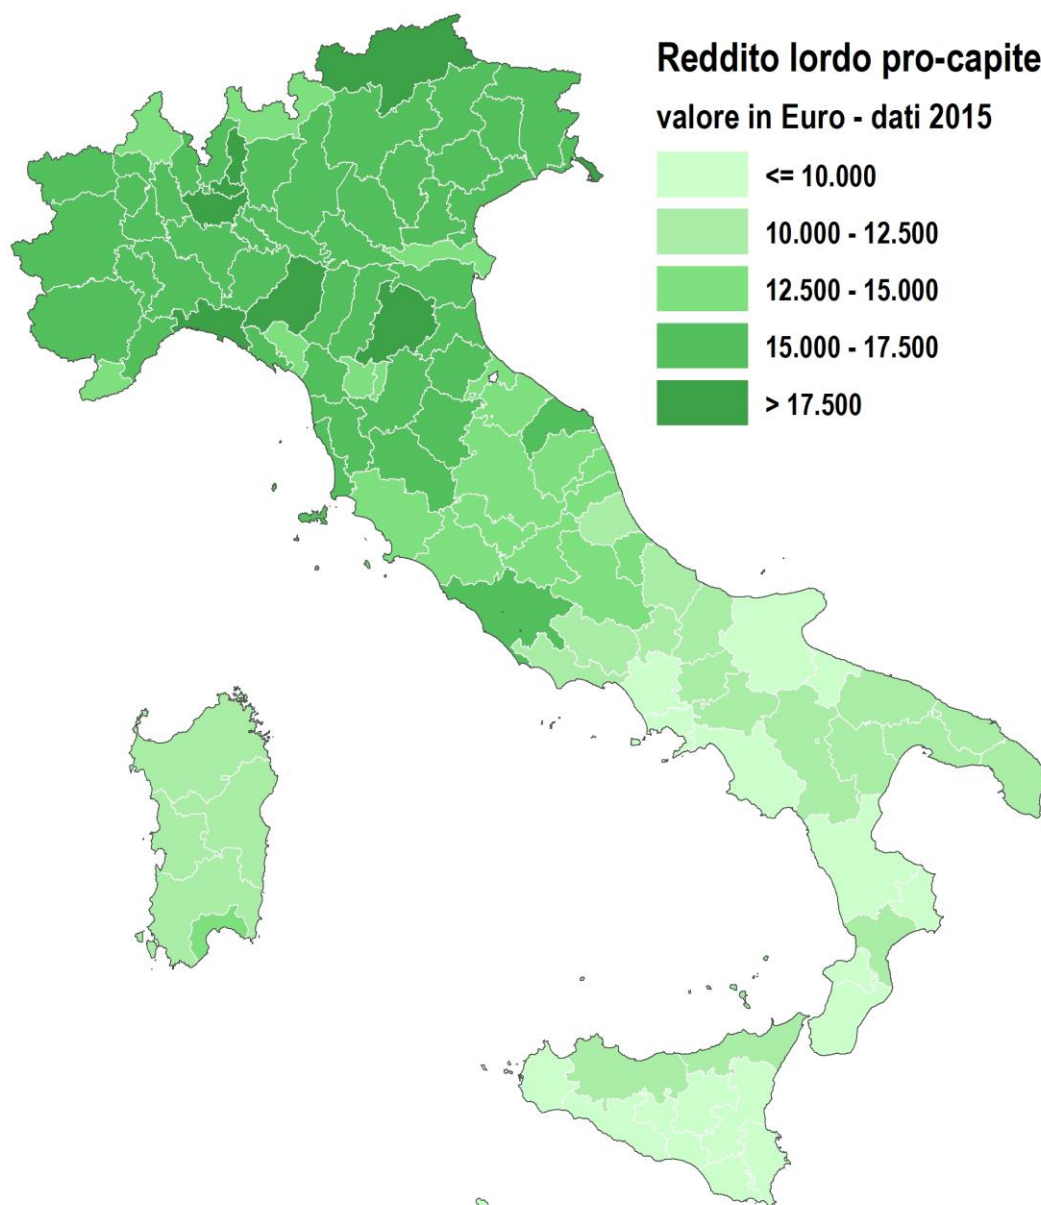 Reddito lordo pro-capite
valore in Euro - dati 2015
<= 10.000
10.000 - 12.500
12.500 - 15.000
15.000 - 17.500
> 17.500